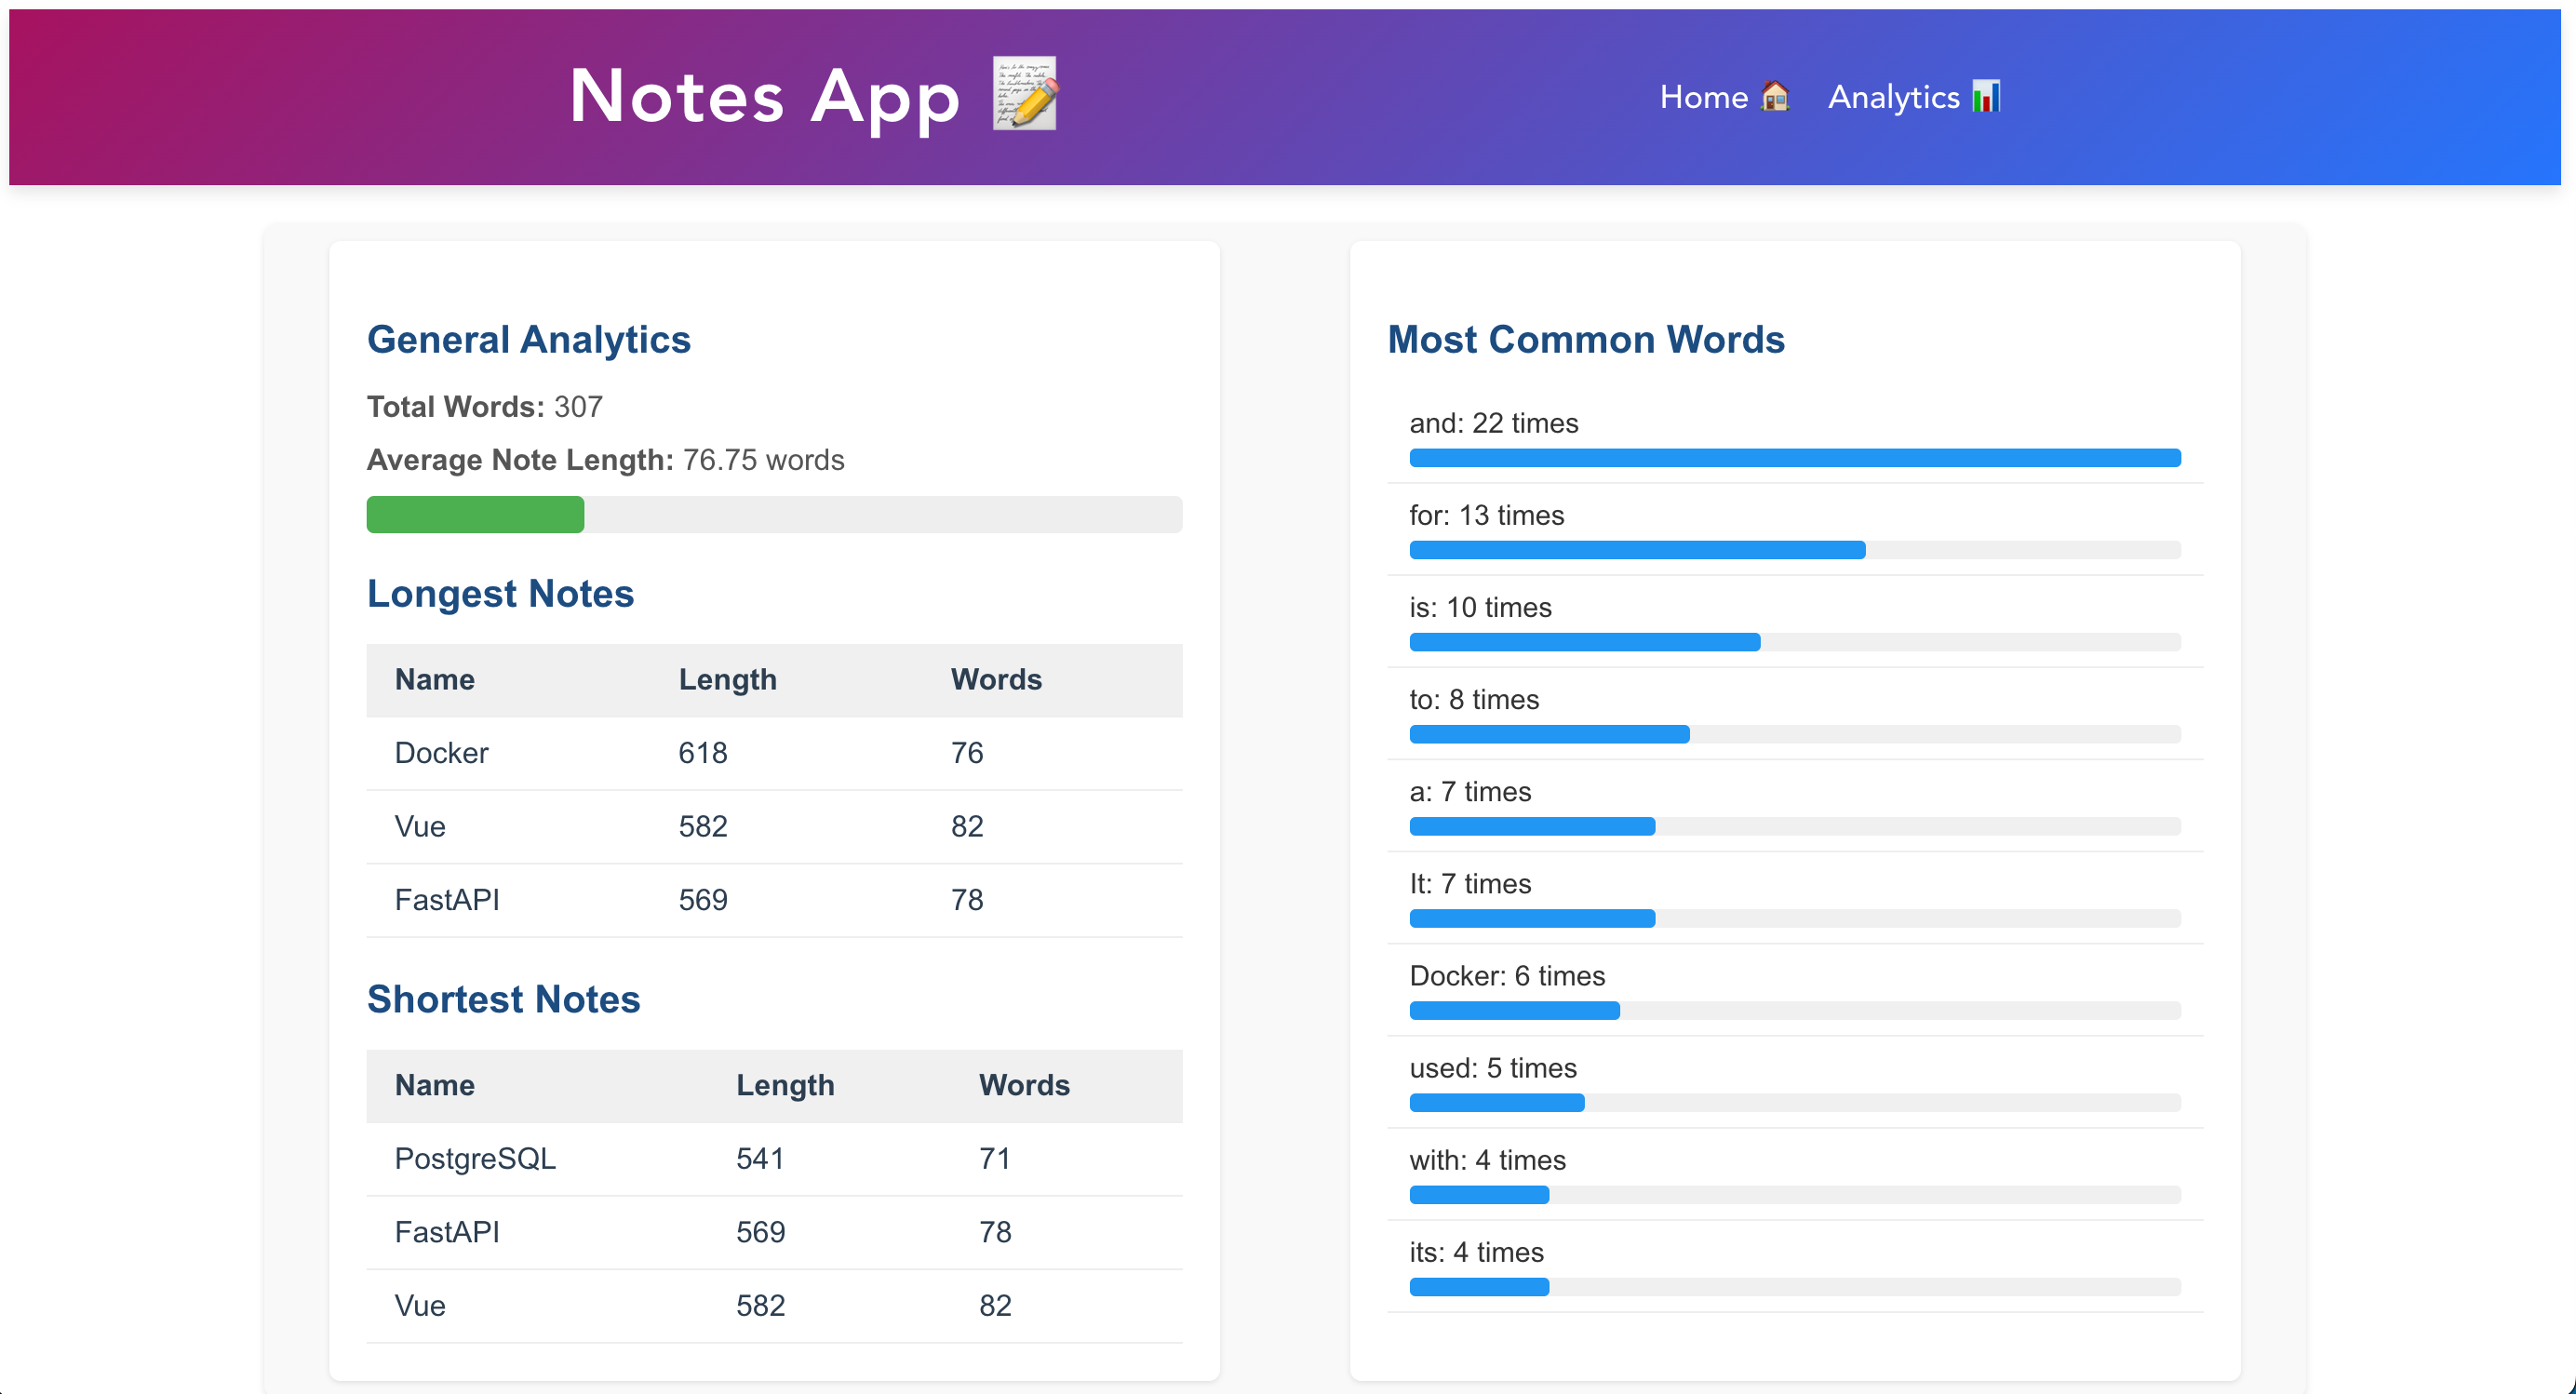 Notes App 📝
Home 🏠 Analytics 📊
General Analytics
Total Words: 307
Average Note Length: 76.75 words
Longest Notes
Name Length Words
Docker 618 76
Vue 582 82
FastAPI 569 78
Shortest Notes
Name Length Words
PostgreSQL 541 71
FastAPI 569 78
Vue 582 82
Most Common Words
and: 22 times
for: 13 times
is: 10 times
to: 8 times
a: 7 times
It: 7 times
Docker: 6 times
used: 5 times
with: 4 times
its: 4 times